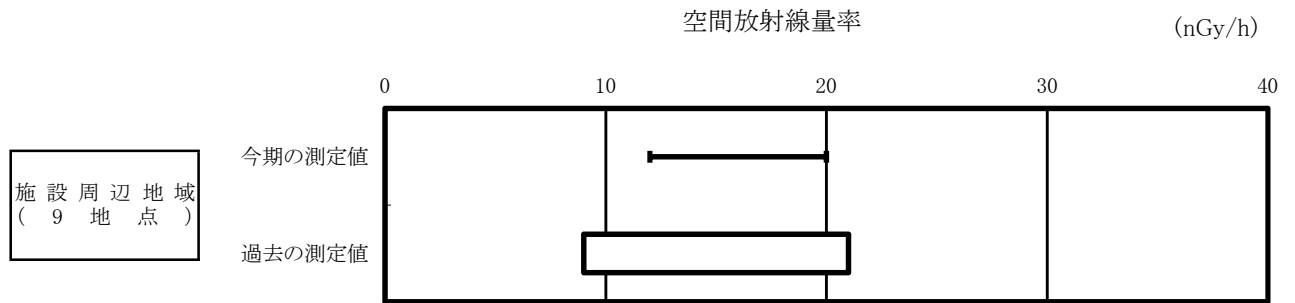 空間放射線量率 (nGy/h)
0 10 20 30 40
今期の測定値
施設周辺地域
(9地点)
過去の測定値